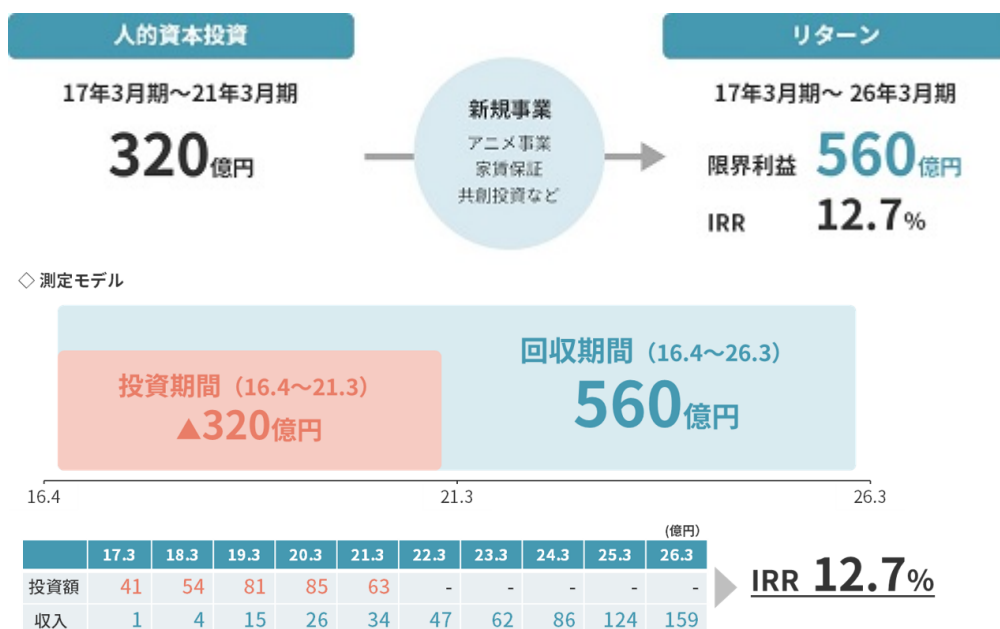 人的資本投資
17年3月期～21年3月期
320億円
新規事業
アニメ事業
家賃保証
共創投資など
リターン
17年3月期～ 26年3月期
限界利益 560億円
IRR 12.7%
◇ 測定モデル
回収期間（16.4～26.3）
560億円
投資期間（16.4～21.3）
▲320億円
16.4 21.3 26.3
(億円)
17.3 18.3 19.3 20.3 21.3 22.3 23.3 24.3 25.3 26.3
投資額 41 54 81 85 63 - - - - -
収入 1 4 15 26 34 47 62 86 124 159
IRR 12.7%